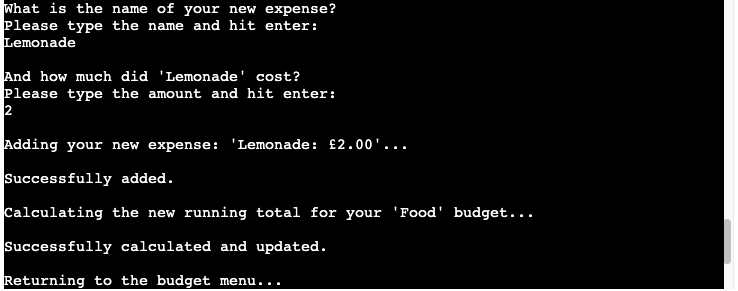 What is the name of your new expense?
Please type the name and hit enter:
Lemonade
And how much did 'Lemonade' cost?
Please type the amount and hit enter:
2
Adding your new expense: 'Lemonade: £2.00'...
Successfully added.
Calculating the new running total for your 'Food' budget...
Successfully calculated and updated.
Returning to the budget menu...